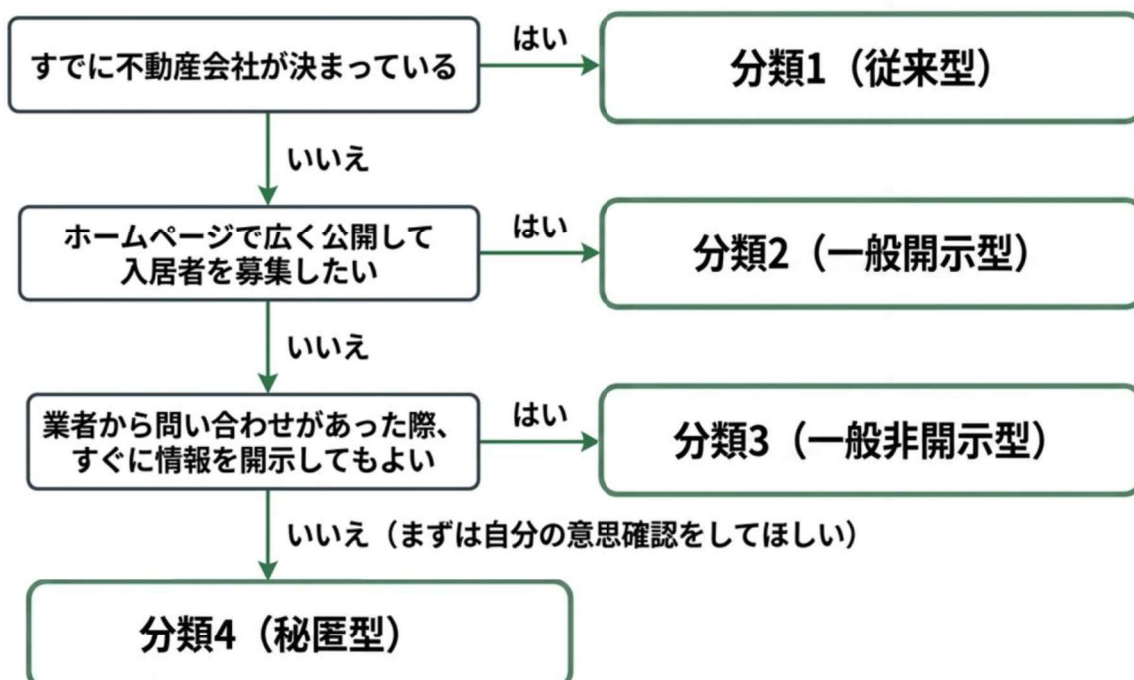 すでに不動産会社が決まっている
はい
分類1（従来型）
いいえ
ホームページで広く公開して
入居者を募集したい
はい
分類2（一般開示型）
いいえ
業者から問い合わせがあった際、
すぐに情報を開示してもよい
はい
分類3（一般非開示型）
いいえ（まずは自分の意思確認をしてほしい）
分類4（秘匿型）